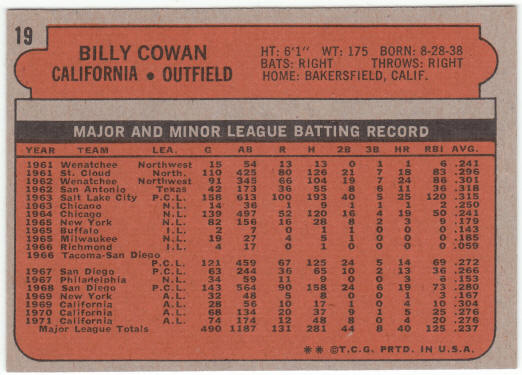 19
BILLY COWAN
CALIFORNIA • OUTFIELD
HT: 6'1" WT: 175 BORN: 8-28-38
BATS: RIGHT THROWS: RIGHT
HOME: BAKERSFIELD, CALIF.
MAJOR AND MINOR LEAGUE BATTING RECORD
YEAR TEAM LEA. G AB R H 2B 3B HR RBI AVG.
1961 Wenatchee Northwest 15 54 13 13 0 1 1 6 .241
1961 St. Cloud North. 110 425 80 126 21 7 18 83 .296
1962 Wenatchee Northwest 91 345 66 104 19 7 24 86 .301
1962 San Antonio Texas 42 173 36 55 8 6 11 36 .318
1963 Salt Lake City P.C.L. 158 613 100 193 40 5 25 120 .315
1963 Chicago N.L. 14 36 1 9 1 1 1 2 .250
1964 Chicago N.L. 139 497 52 120 16 4 19 50 .241
1965 New York N.L. 82 156 16 28 8 2 3 9 .179
1965 Buffalo I.L. 2 7 0 1 1 0 0 0 .143
1965 Milwaukee N.L. 19 27 4 5 1 0 0 0 .185
1966 Richmond I.L. 4 17 0 1 0 0 0 0 .059
1966 Tacoma-San Diego
P.C.L. 121 459 67 125 24 5 14 69 .272
1967 San Diego P.C.L. 63 244 36 65 10 2 13 36 .266
1967 Philadelphia N.L. 34 59 11 9 0 0 3 6 .153
1968 San Diego P.C.L. 143 564 90 158 24 6 19 73 .280
1969 New York A.L. 32 48 5 8 0 0 1 3 .167
1969 California A.L. 28 56 10 17 1 0 4 10 .304
1970 California A.L. 68 134 20 37 9 1 5 25 .276
1971 California A.L. 74 174 12 48 8 0 4 20 .276
Major League Totals 490 1187 131 281 44 8 40 125 .237
** © T.C.G. PRTD. IN U.S.A.